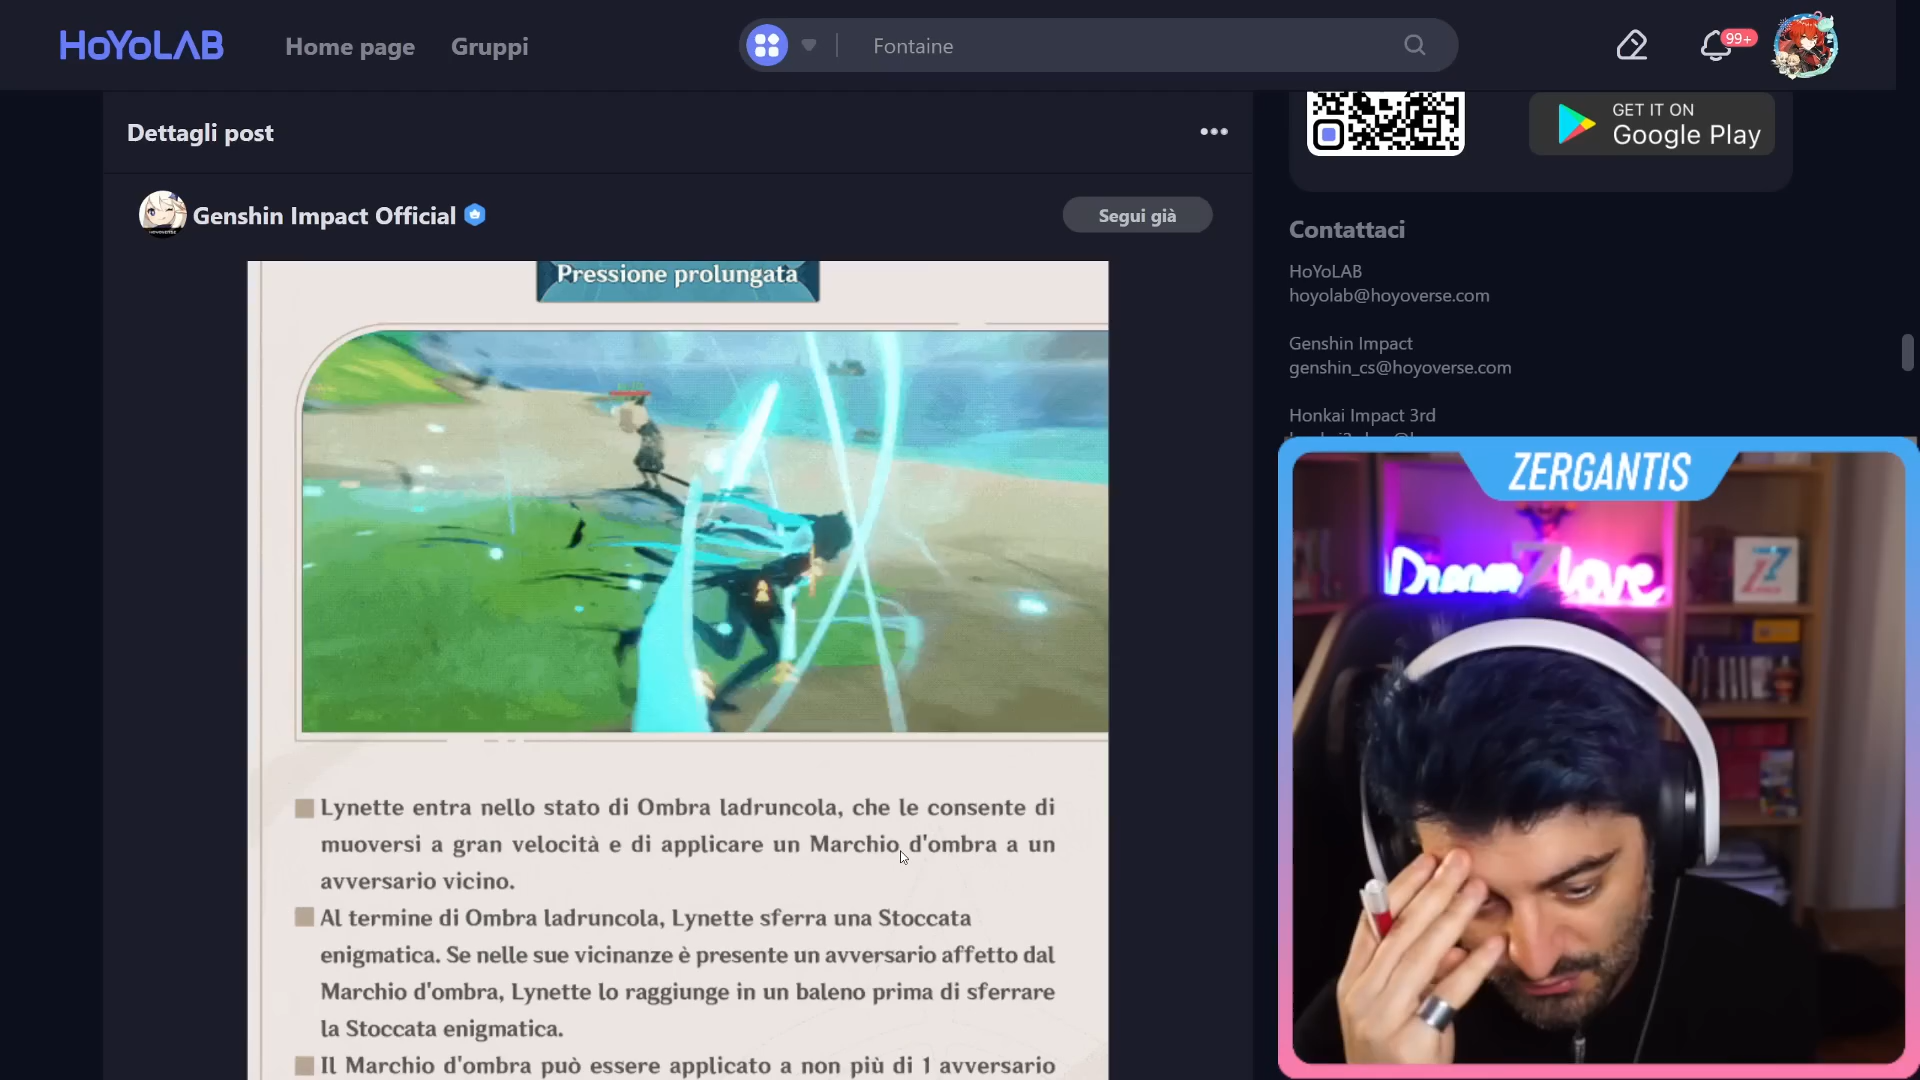 HoYoLAB
Home page
Gruppi
Fontaine
99+
Dettagli post
GET IT ON
Google Play
Genshin Impact Official
Segui già
Contattaci
HoYoLAB
hoyolab@hoyoverse.com
Genshin Impact
genshin_cs@hoyoverse.com
Honkai Impact 3rd
Pressione prolungata
Lynette entra nello stato di Ombra ladruncola, che le consente di
muoversi a gran velocità e di applicare un Marchio d'ombra a un
avversario vicino.
Al termine di Ombra ladruncola, Lynette sferra una Stoccata
enigmatica. Se nelle sue vicinanze è presente un avversario affetto dal
Marchio d'ombra, Lynette lo raggiunge in un baleno prima di sferrare
la Stoccata enigmatica.
Il Marchio d'ombra può essere applicato a non più di 1 avversario
ZERGANTIS
Dream Z love